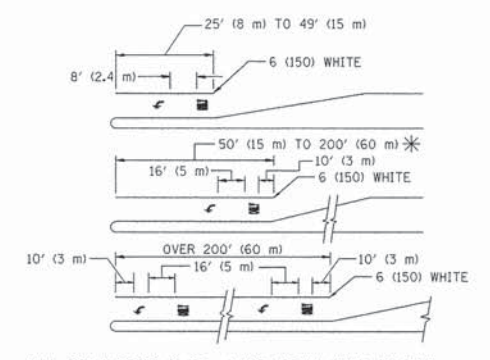 25' (8 m) TO 49' (15 m)
6 (150) WHITE
8' (2.4 m)
50' (15 m) TO 200' (60 m) ✳
16' (5 m)
10' (3 m)
6 (150) WHITE
OVER 200' (60 m)
10' (3 m)
16' (5 m)
10' (3 m)
6 (150) WHITE